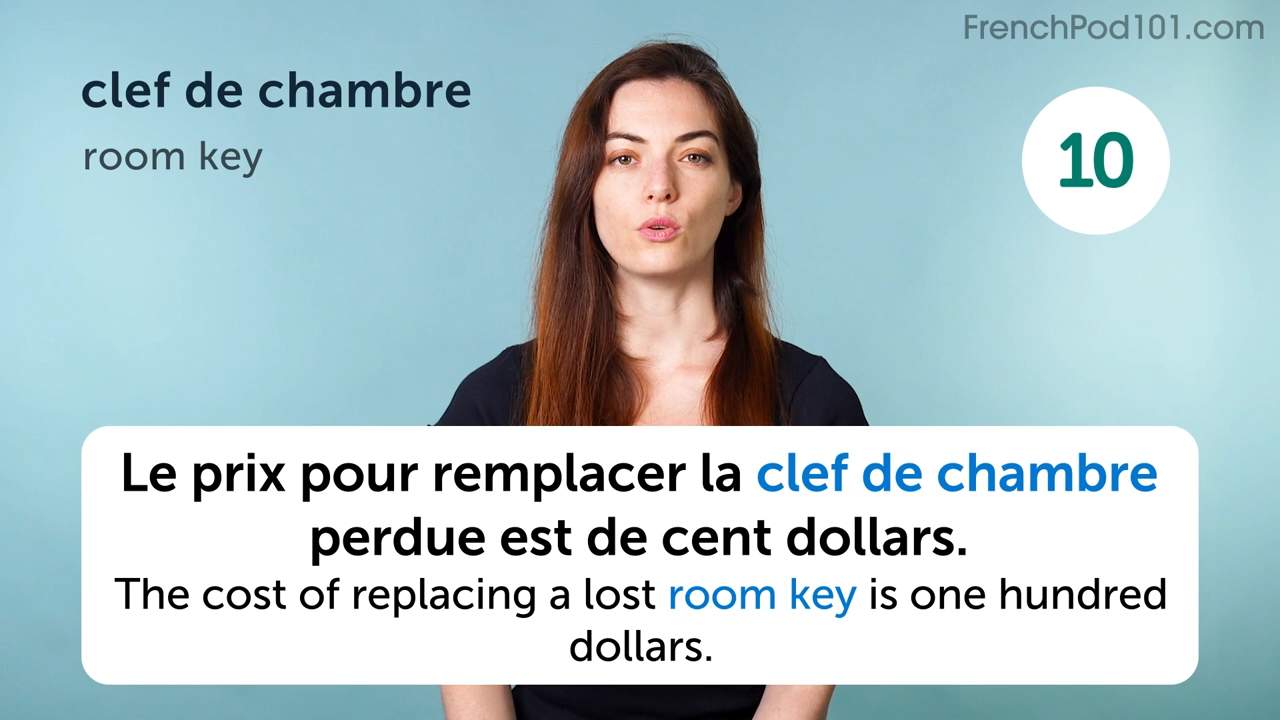 FrenchPod101.com
clef de chambre
room key
10
Le prix pour remplacer la clef de chambre
perdue est de cent dollars.
The cost of replacing a lost room key is one hundred
dollars.